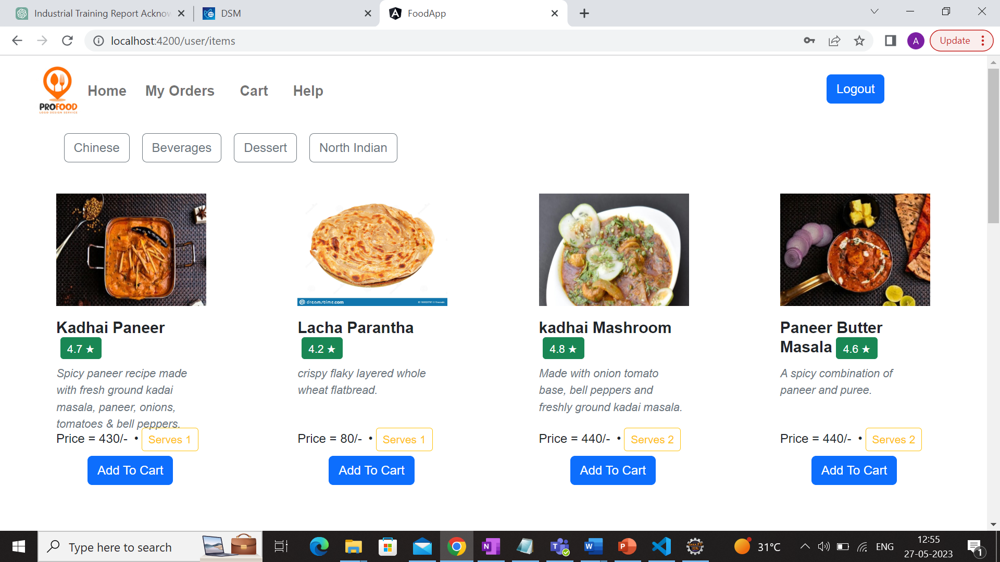 Industrial Training Report Acknow
DSM
FoodApp
localhost:4200/user/items
A
Update
PROFOOD
LOGO DESIGN SERVICE
Home
My Orders
Cart
Help
Logout
Chinese
Beverages
Dessert
North Indian
dreamstime.com
Kadhai Paneer
4.7 ★
Spicy paneer recipe made
with fresh ground kadai
masala, paneer, onions,
tomatoes & bell peppers.
Price = 430/- • Serves 1
Add To Cart
Lacha Parantha
4.2 ★
crispy flaky layered whole
wheat flatbread.
Price = 80/- • Serves 1
Add To Cart
kadhai Mashroom
4.8 ★
Made with onion tomato
base, bell peppers and
freshly ground kadai masala.
Price = 440/- • Serves 2
Add To Cart
Paneer Butter
Masala 4.6 ★
A spicy combination of
paneer and puree.
Price = 440/- • Serves 2
Add To Cart
Type here to search
31°C
ENG
12:55
27-05-2023
1